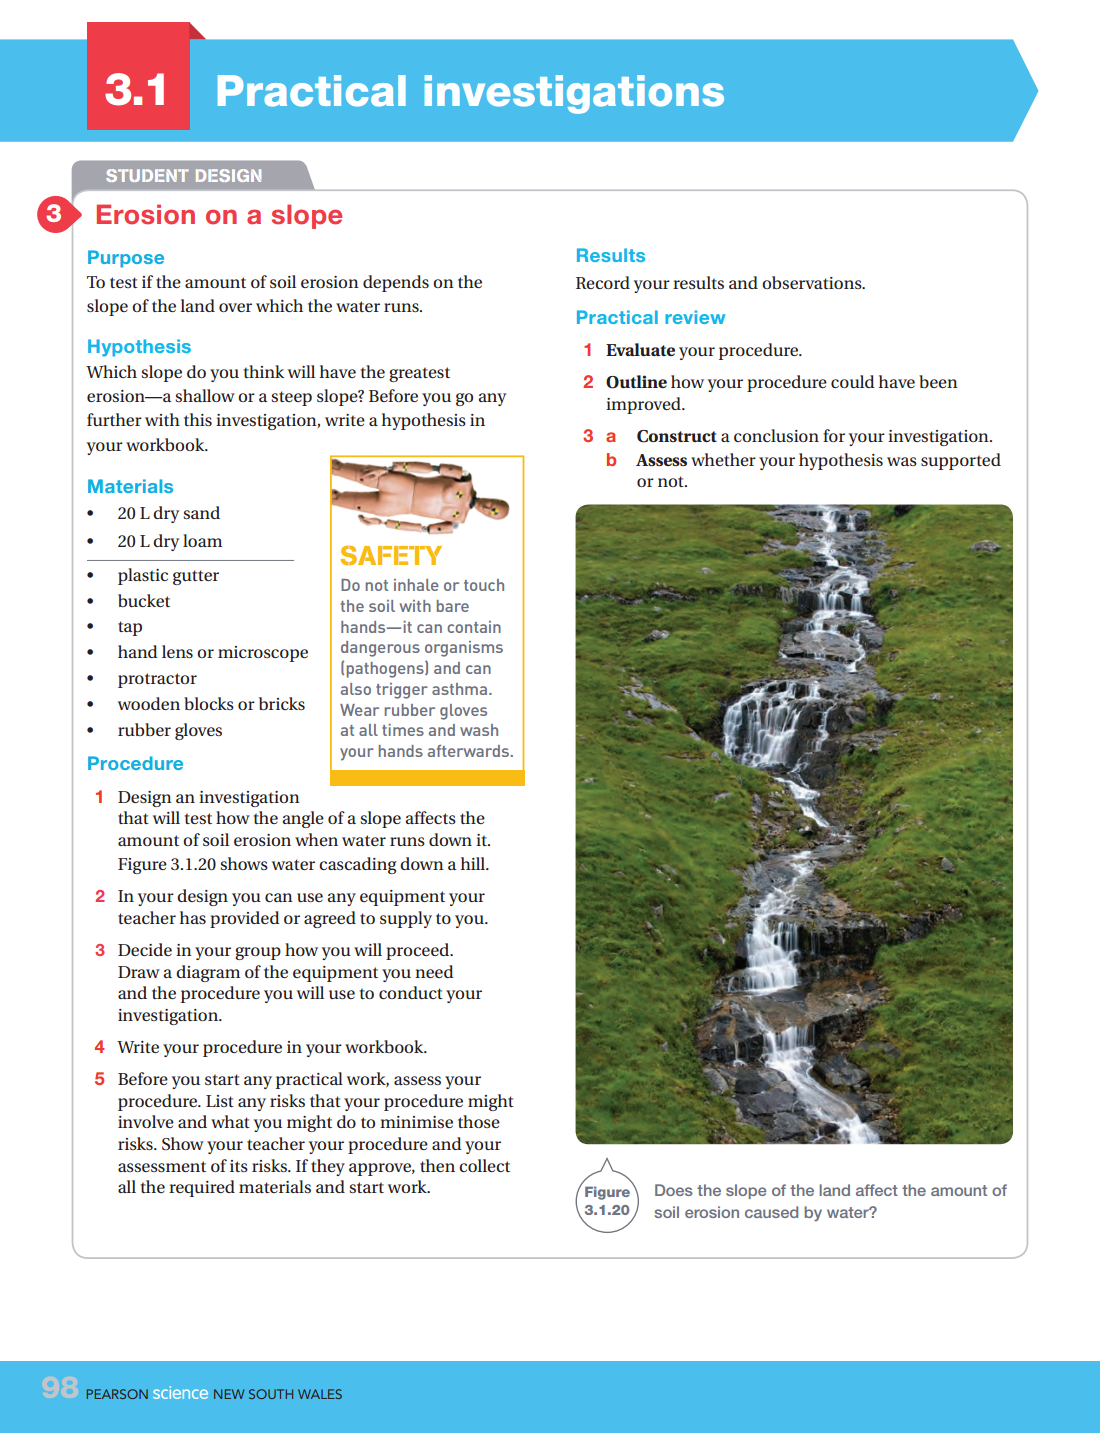 3.1
Practical investigations
STUDENT DESIGN
3
Erosion on a slope
Purpose
To test if the amount of soil erosion depends on the
slope of the land over which the water runs.
Hypothesis
Which slope do you think will have the greatest
erosion—a shallow or a steep slope? Before you go any
further with this investigation, write a hypothesis in
your workbook.
Materials
• 20 L dry sand
• 20 L dry loam
• plastic gutter
• bucket
• tap
• hand lens or microscope
• protractor
• wooden blocks or bricks
• rubber gloves
SAFETY
Do not inhale or touch
the soil with bare
hands—it can contain
dangerous organisms
(pathogens) and can
also trigger asthma.
Wear rubber gloves
at all times and wash
your hands afterwards.
Procedure
1 Design an investigation
that will test how the angle of a slope affects the
amount of soil erosion when water runs down it.
Figure 3.1.20 shows water cascading down a hill.
2 In your design you can use any equipment your
teacher has provided or agreed to supply to you.
3 Decide in your group how you will proceed.
Draw a diagram of the equipment you need
and the procedure you will use to conduct your
investigation.
4 Write your procedure in your workbook.
5 Before you start any practical work, assess your
procedure. List any risks that your procedure might
involve and what you might do to minimise those
risks. Show your teacher your procedure and your
assessment of its risks. If they approve, then collect
all the required materials and start work.
Results
Record your results and observations.
Practical review
1 Evaluate your procedure.
2 Outline how your procedure could have been
improved.
3 a Construct a conclusion for your investigation.
b Assess whether your hypothesis was supported
or not.
Figure
3.1.20
Does the slope of the land affect the amount of
soil erosion caused by water?
98 PEARSON science NEW SOUTH WALES